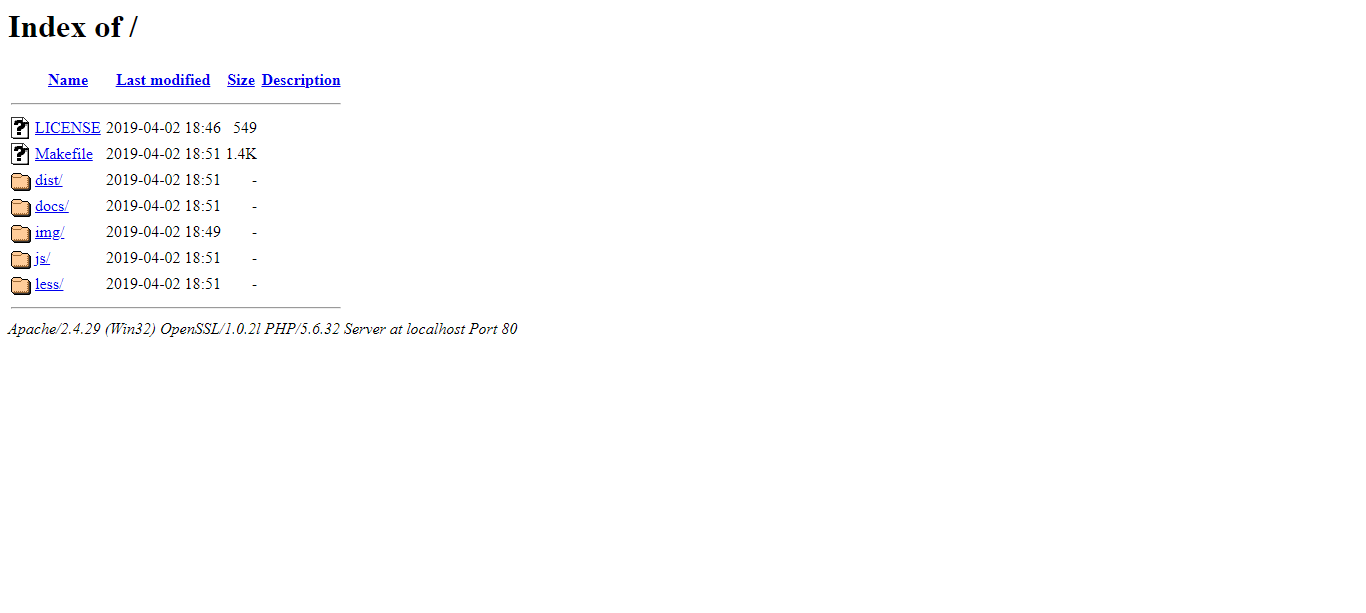 Index of /
Name Last modified Size Description
LICENSE 2019-04-02 18:46 549
Makefile 2019-04-02 18:51 1.4K
dist/ 2019-04-02 18:51 -
docs/ 2019-04-02 18:51 -
img/ 2019-04-02 18:49 -
js/ 2019-04-02 18:51 -
less/ 2019-04-02 18:51 -
Apache/2.4.29 (Win32) OpenSSL/1.0.2l PHP/5.6.32 Server at localhost Port 80